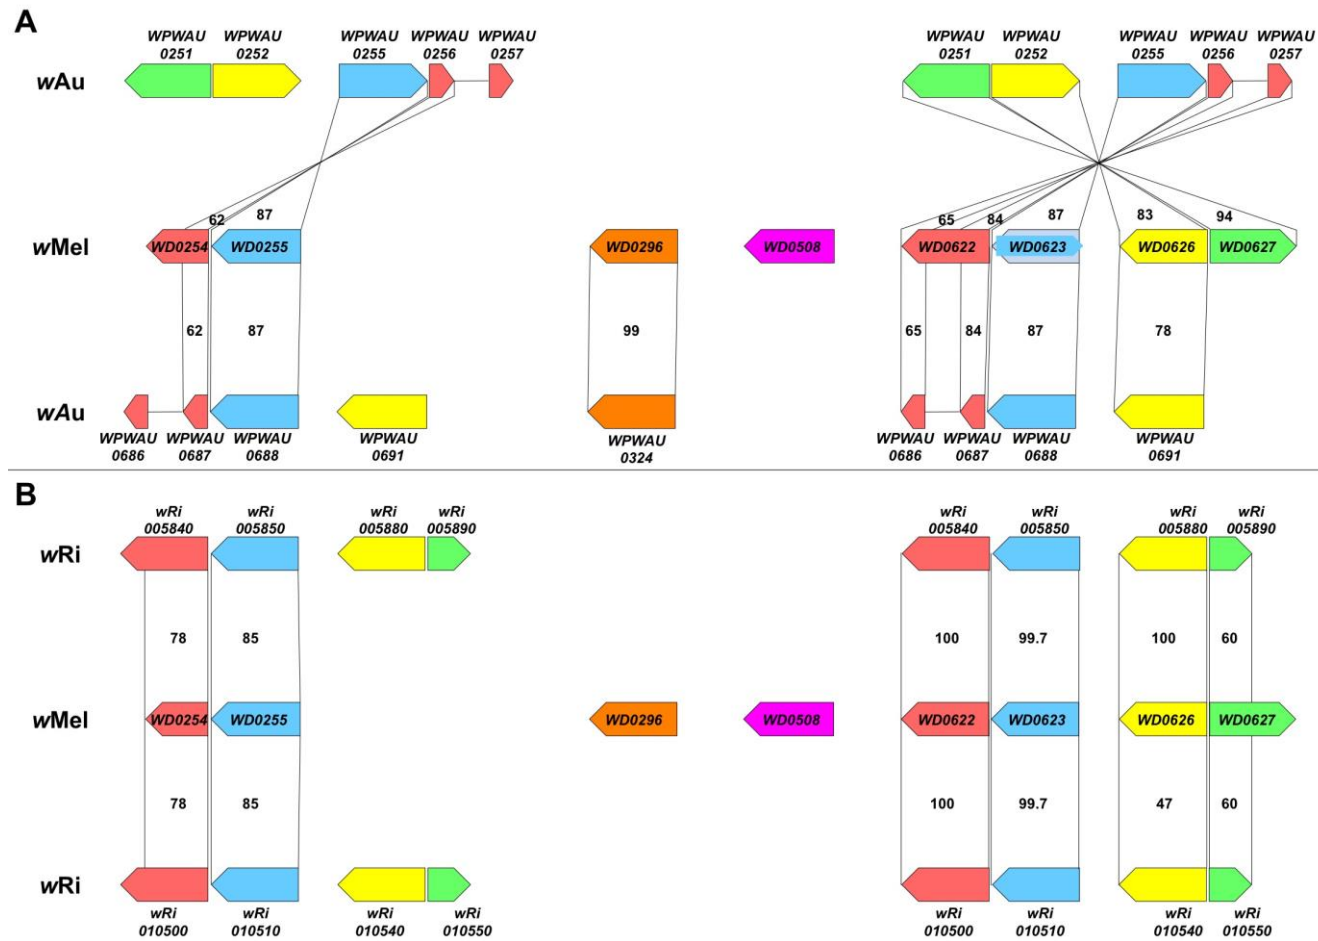 A
WPWAU WPWAU WPWAU WPWAU WPWAU WPWAU WPWAU WPWAU WPWAU WPWAU
0251 0252 0255 0256 0257 0251 0252 0255 0256 0257
wAu
62 87 65 84 87 83 94
wMel WD0254 WD0255 WD0296 WD0508 WD0622 WD0623 WD0626 WD0627
62 87 99 65 84 87 78
wAu
WPWAU WPWAU WPWAU WPWAU WPWAU WPWAU WPWAU WPWAU WPWAU
0686 0687 0688 0691 0324 0686 0687 0688 0691
B
wRi wRi wRi wRi wRi wRi wRi wRi
005840 005850 005880 005890 005840 005850 005880 005890
wRi
78 85 100 99.7 100 60
wMel WD0254 WD0255 WD0296 WD0508 WD0622 WD0623 WD0626 WD0627
78 85 100 99.7 47 60
wRi
wRi wRi wRi wRi wRi wRi wRi wRi
010500 010510 010540 010550 010500 010510 010540 010550